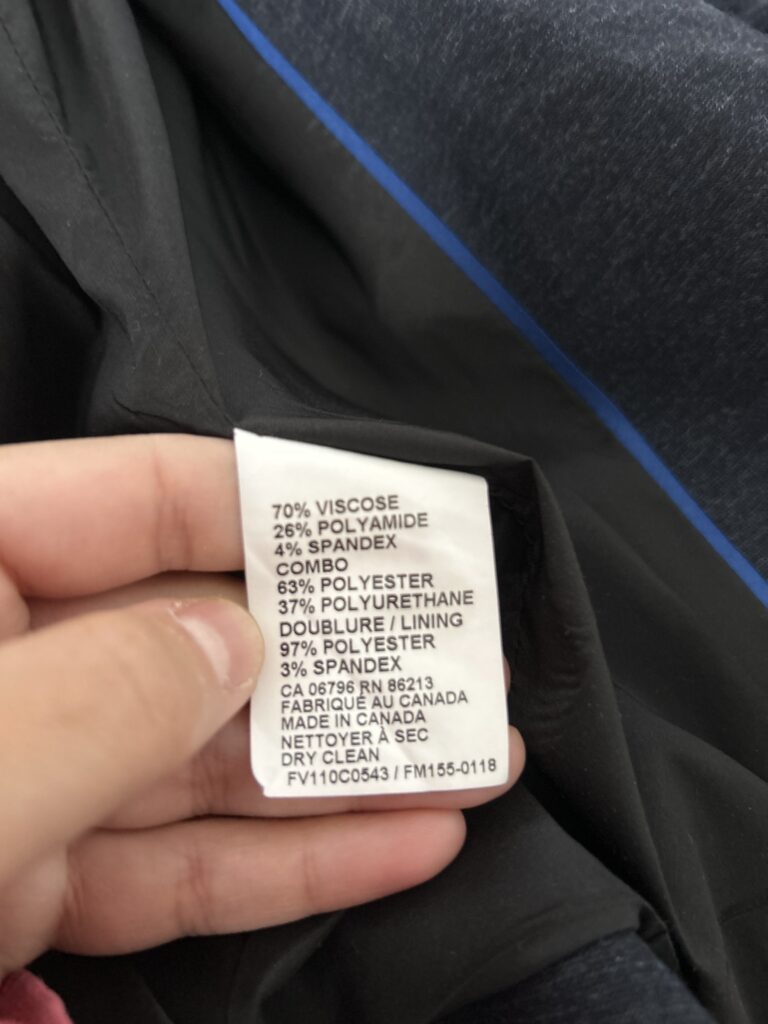 70% VISCOSE
26% POLYAMIDE
4% SPANDEX
COMBO
63% POLYESTER
37% POLYURETHANE
DOUBLURE / LINING
97% POLYESTER
3% SPANDEX
CA 06796 RN 86213
FABRIQUÉ AU CANADA
MADE IN CANADA
NETTOYER À SEC
DRY CLEAN
FV110C0543 / FM155-0118